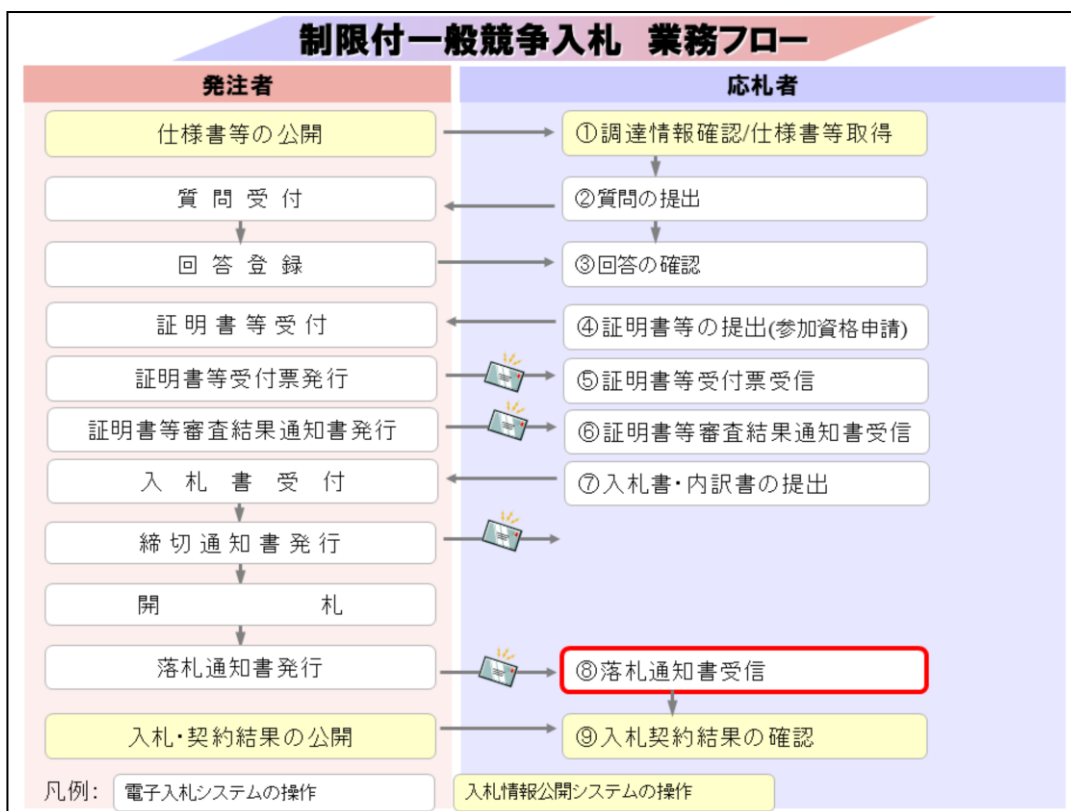 制限付一般競争入札 業務フロー
発注者
応札者
仕様書等の公開
①調達情報確認/仕様書等取得
質問受付
②質問の提出
回答登録
③回答の確認
証明書等受付
④証明書等の提出(参加資格申請)
証明書等受付票発行
⑤証明書等受付票受信
証明書等審査結果通知書発行
⑥証明書等審査結果通知書受信
入札書受付
⑦入札書・内訳書の提出
締切通知書発行
開札
落札通知書発行
⑧落札通知書受信
入札・契約結果の公開
⑨入札契約結果の確認
凡例: 電子入札システムの操作 入札情報公開システムの操作